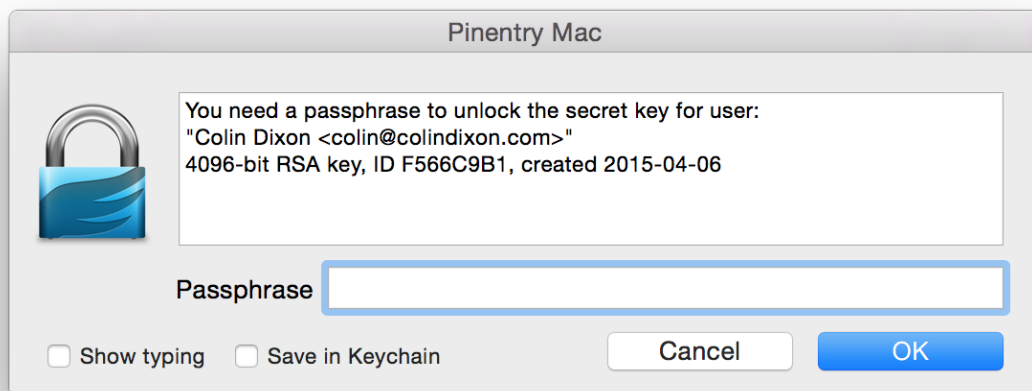 Pinentry Mac
You need a passphrase to unlock the secret key for user:
"Colin Dixon <colin@colindixon.com>"
4096-bit RSA key, ID F566C9B1, created 2015-04-06
Passphrase
Show typing
Save in Keychain
Cancel
OK